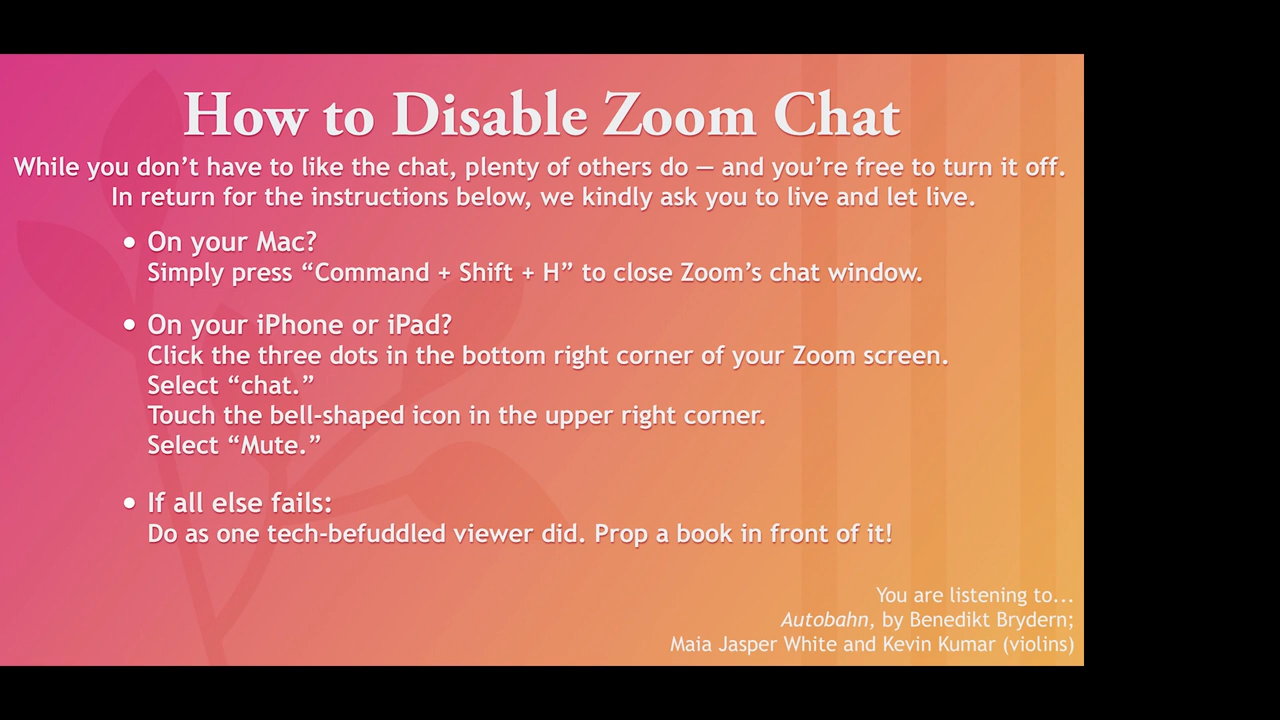 How to Disable Zoom Chat
While you don’t have to like the chat, plenty of others do — and you’re free to turn it off.
In return for the instructions below, we kindly ask you to live and let live.
• On your Mac?
Simply press “Command + Shift + H” to close Zoom’s chat window.
• On your iPhone or iPad?
Click the three dots in the bottom right corner of your Zoom screen.
Select “chat.”
Touch the bell-shaped icon in the upper right corner.
Select “Mute.”
• If all else fails:
Do as one tech-befuddled viewer did. Prop a book in front of it!
You are listening to...
Autobahn, by Benedikt Brydern;
Maia Jasper White and Kevin Kumar (violins)